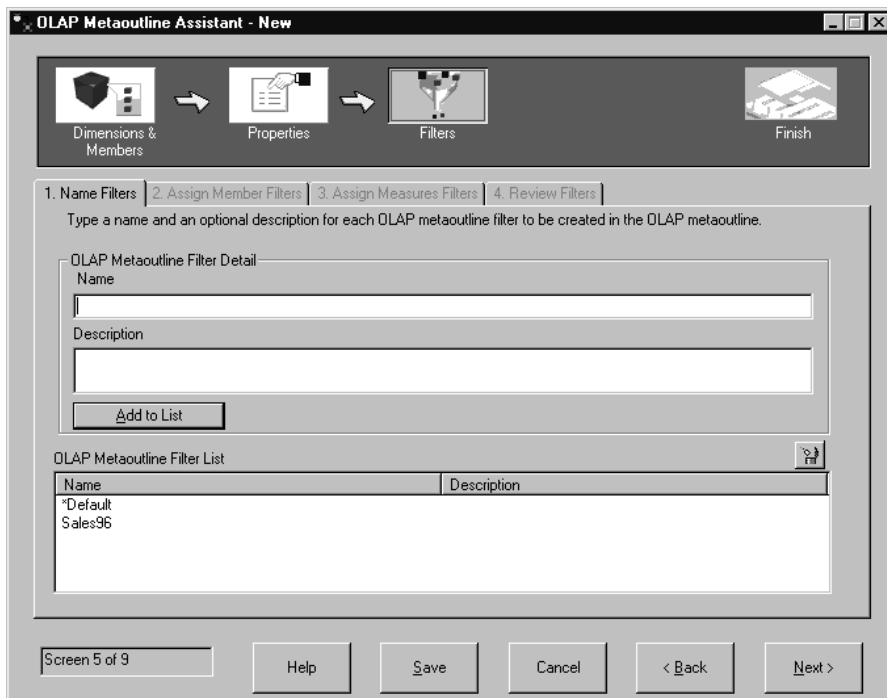 OLAP Metaoutline Assistant - New
Dimensions &
Members
Properties
Filters
Finish
1. Name Filters
2. Assign Member Filters
3. Assign Measures Filters
4. Review Filters
Type a name and an optional description for each OLAP metaoutline filter to be created in the OLAP metaoutline.
OLAP Metaoutline Filter Detail
Name
Description
Add to List
OLAP Metaoutline Filter List
Name Description
*Default
Sales96
Screen 5 of 9
Help
Save
Cancel
< Back
Next >